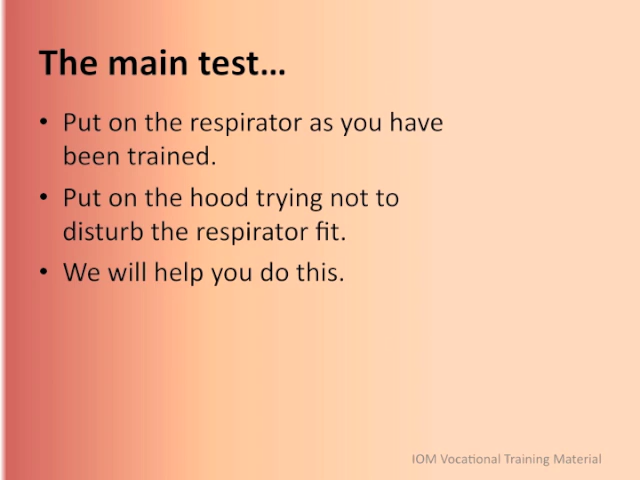 The main test...
• Put on the respirator as you have
been trained.
• Put on the hood trying not to
disturb the respirator fit.
• We will help you do this.
IOM Vocational Training Material